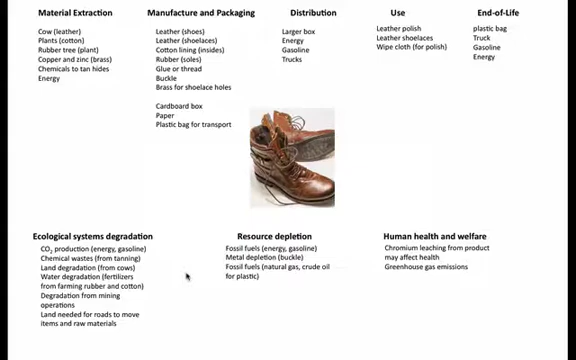 Material Extraction
Cow (leather)
Plants (cotton)
Rubber tree (plant)
Copper and zinc (brass)
Chemicals to tan hides
Energy
Manufacture and Packaging
Leather (shoes)
Leather (shoelaces)
Cotton lining (insides)
Rubber (soles)
Glue or thread
Buckle
Brass for shoelace holes
Cardboard box
Paper
Plastic bag for transport
Distribution
Larger box
Energy
Gasoline
Trucks
Use
Leather polish
Leather shoelaces
Wipe cloth (for polish)
End-of-Life
plastic bag
Truck
Gasoline
Energy
Ecological systems degradation
CO₂ production (energy, gasoline)
Chemical wastes (from tanning)
Land degradation (from cows)
Water degradation (fertilizers
from farming rubber and cotton)
Degradation from mining
operations
Land needed for roads to move
items and raw materials
Resource depletion
Fossil fuels (energy, gasoline)
Metal depletion (buckle)
Fossil fuels (natural gas, crude oil
for plastic)
Human health and welfare
Chromium leaching from product
may affect health
Greenhouse gas emissions